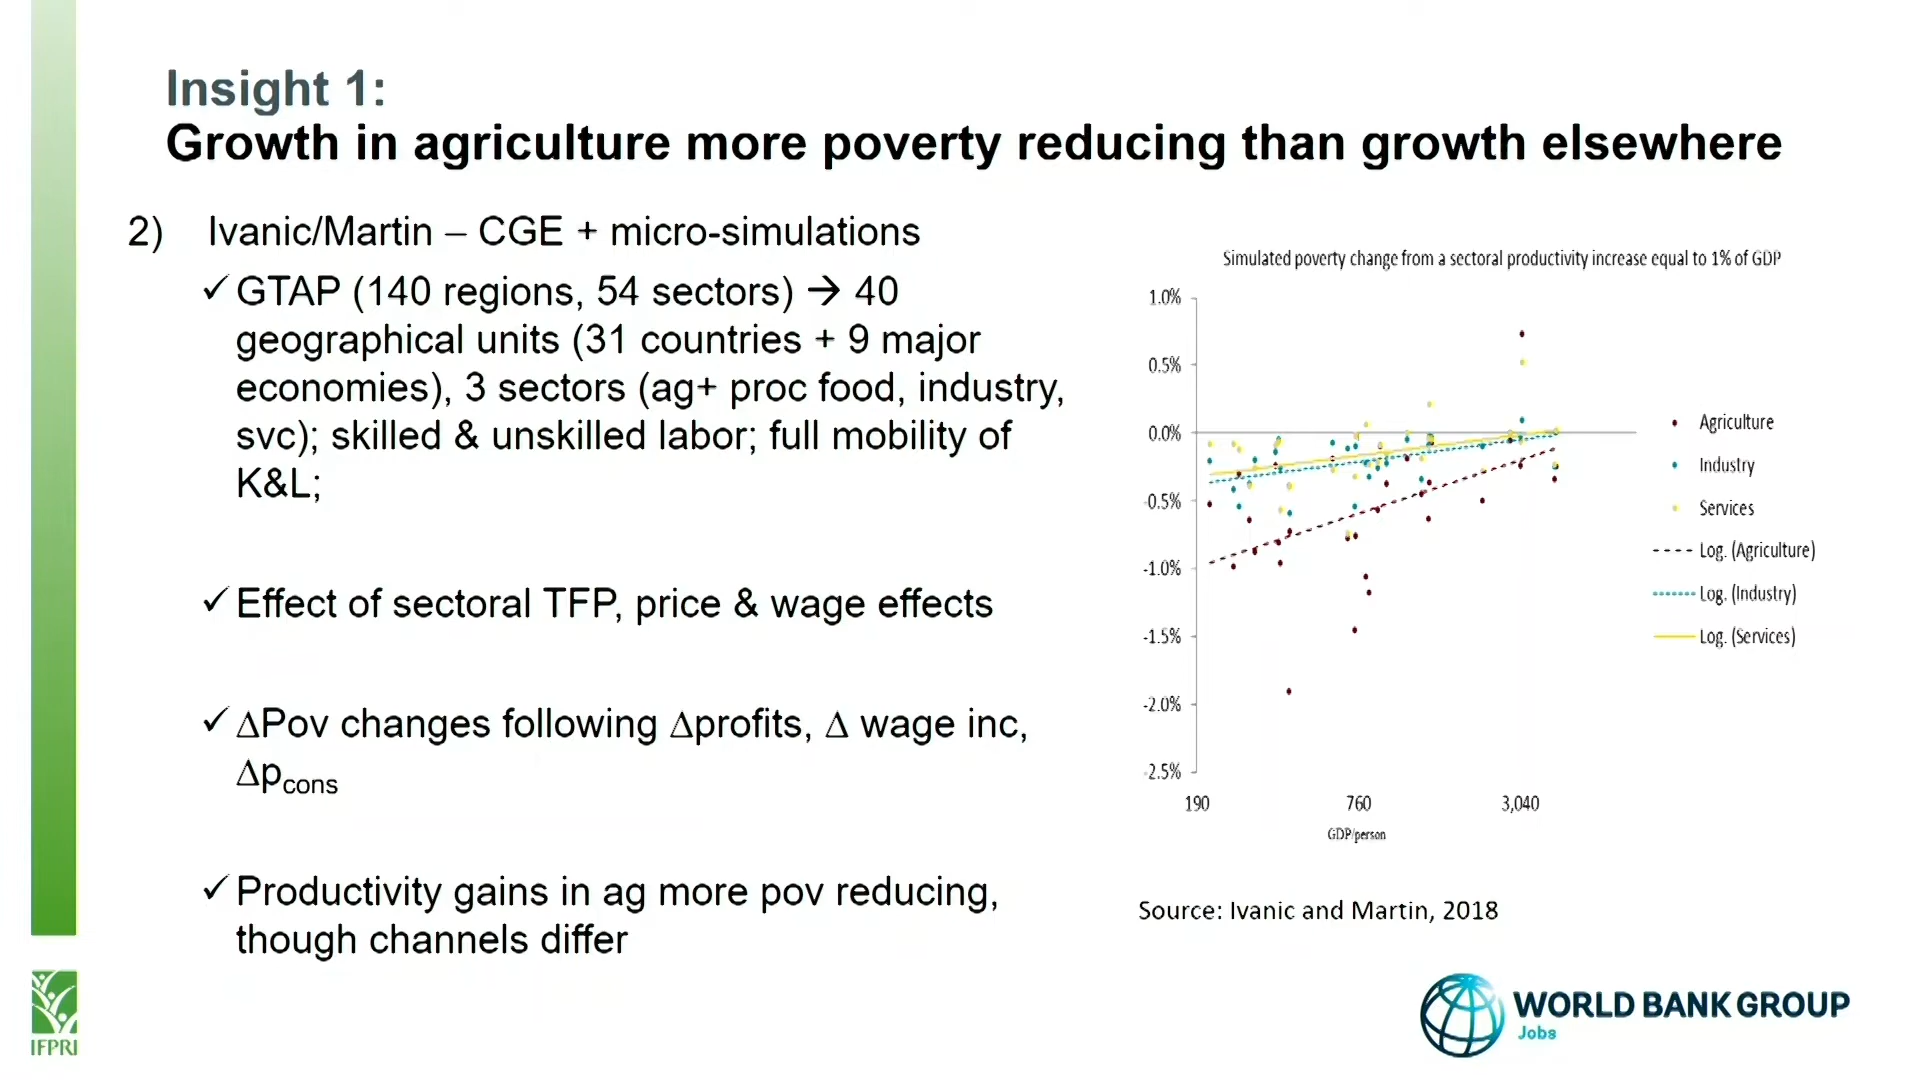 Insight 1:
Growth in agriculture more poverty reducing than growth elsewhere
2) Ivanic/Martin – CGE + micro-simulations
✓ GTAP (140 regions, 54 sectors) → 40
geographical units (31 countries + 9 major
economies), 3 sectors (ag+ proc food, industry,
svc); skilled & unskilled labor; full mobility of
K&L;
✓ Effect of sectoral TFP, price & wage effects
✓ ΔPov changes following Δprofits, Δ wage inc,
Δpcons
✓ Productivity gains in ag more pov reducing,
though channels differ
Simulated poverty change from a sectoral productivity increase equal to 1% of GDP
1.0%
0.5%
0.0%
-0.5%
-1.0%
-1.5%
-2.0%
-2.5%
190 760 3,040
GDP/person
Agriculture
Industry
Services
Log. (Agriculture)
Log. (Industry)
Log. (Services)
Source: Ivanic and Martin, 2018
IFPRI
WORLD BANK GROUP
Jobs